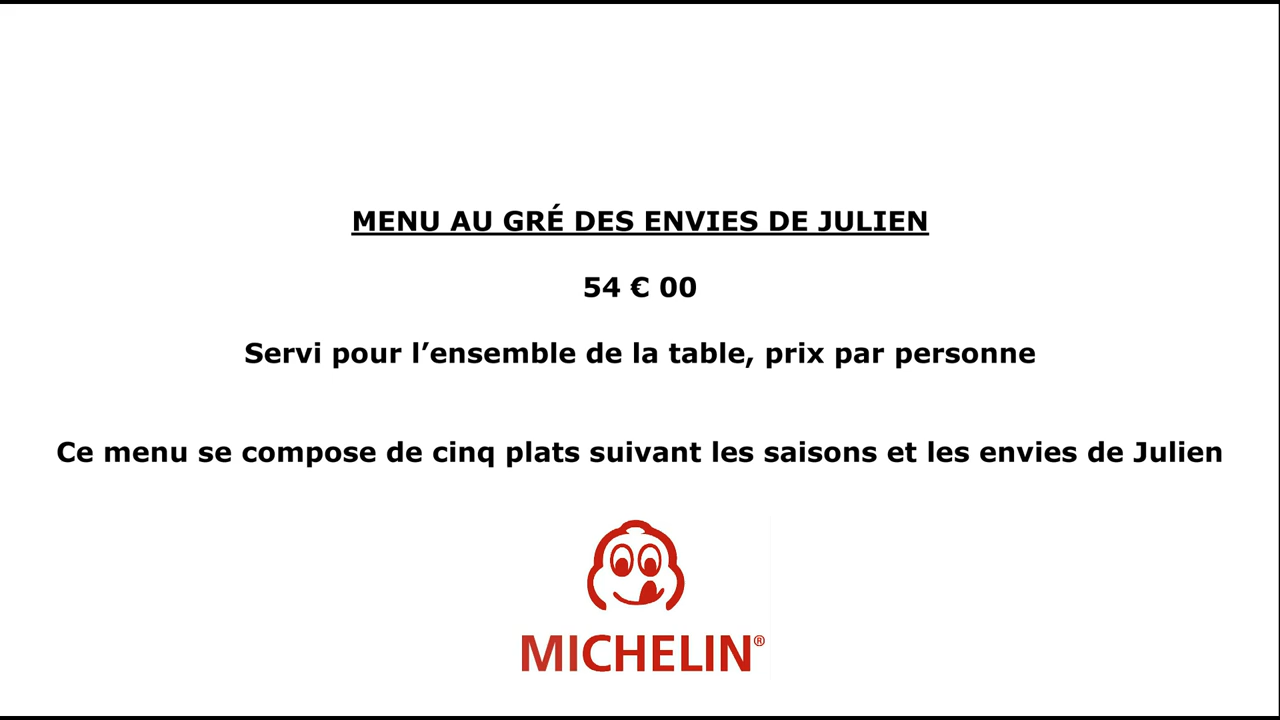 MENU AU GRÉ DES ENVIES DE JULIEN
54 € 00
Servi pour l’ensemble de la table, prix par personne
Ce menu se compose de cinq plats suivant les saisons et les envies de Julien
MICHELIN®